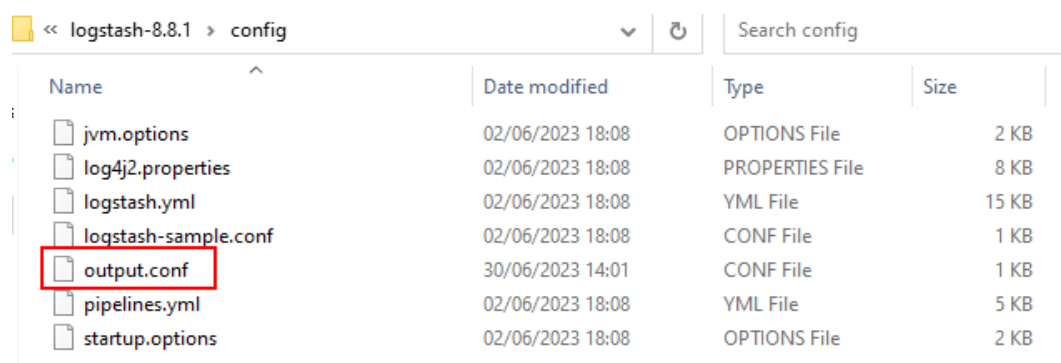 « logstash-8.8.1 > config Search config
Name Date modified Type Size
jvm.options 02/06/2023 18:08 OPTIONS File 2 KB
log4j2.properties 02/06/2023 18:08 PROPERTIES File 8 KB
logstash.yml 02/06/2023 18:08 YML File 15 KB
logstash-sample.conf 02/06/2023 18:08 CONF File 1 KB
output.conf 30/06/2023 14:01 CONF File 1 KB
pipelines.yml 02/06/2023 18:08 YML File 5 KB
startup.options 02/06/2023 18:08 OPTIONS File 2 KB